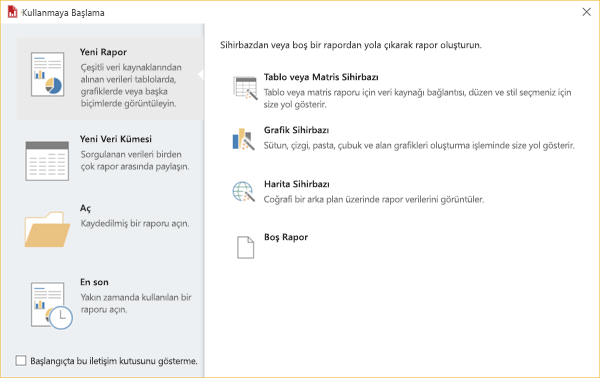 Kullanmaya Başlama
Yeni Rapor
Çeşitli veri kaynaklarından
alınan verileri tablolarda,
grafiklerde veya başka
biçimlerde görüntüleyin.
Yeni Veri Kümesi
Sorgulanan verileri birden
çok rapor arasında paylaşın.
Aç
Kaydedilmiş bir raporu açın.
En son
Yakın zamanda kullanılan bir
raporu açın.
Başlangıçta bu iletişim kutusunu gösterme.
Sihirbazdan veya boş bir rapordan yola çıkarak rapor oluşturun.
Tablo veya Matris Sihirbazı
Tablo veya matris raporu için veri kaynağı bağlantısı, düzen ve stil seçmeniz için
size yol gösterir.
Grafik Sihirbazı
Sütun, çizgi, pasta, çubuk ve alan grafikleri oluşturma işleminde size yol gösterir.
Harita Sihirbazı
Coğrafi bir arka plan üzerinde rapor verilerini görüntüler.
Boş Rapor